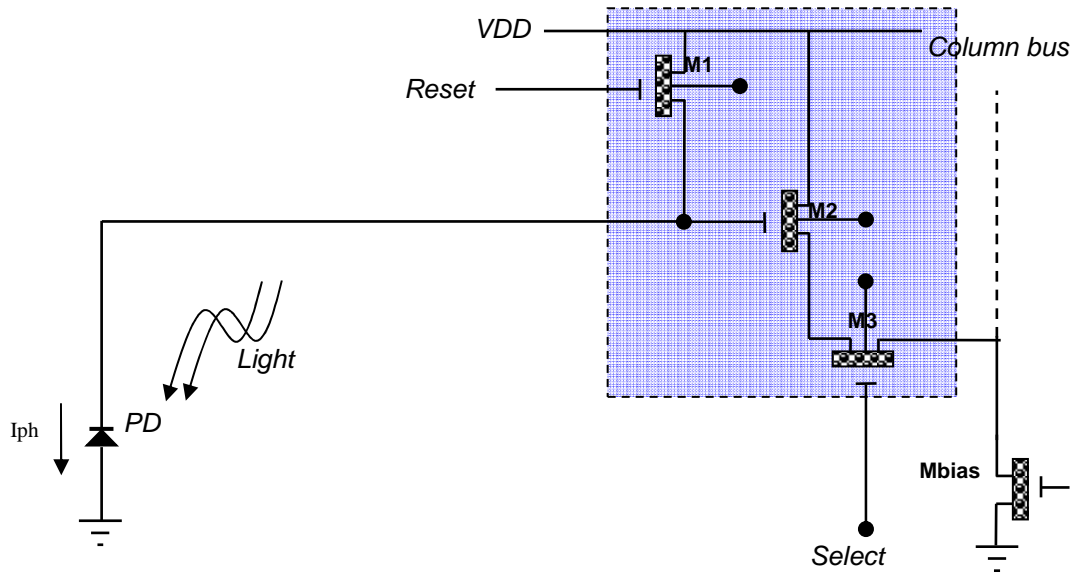 VDD
Column bus
M1
Reset
M2
M3
Light
Iph
PD
Mbias
Select